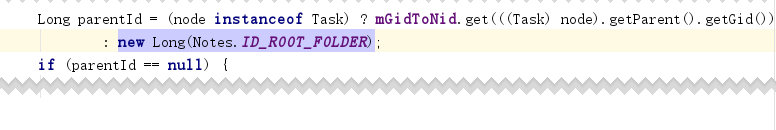 Long parentId = (node instanceof Task) ? mGidToNid.get(((Task) node).getParent().getGid())
: new Long(Notes.ID_ROOT_FOLDER);
if (parentId == null) {